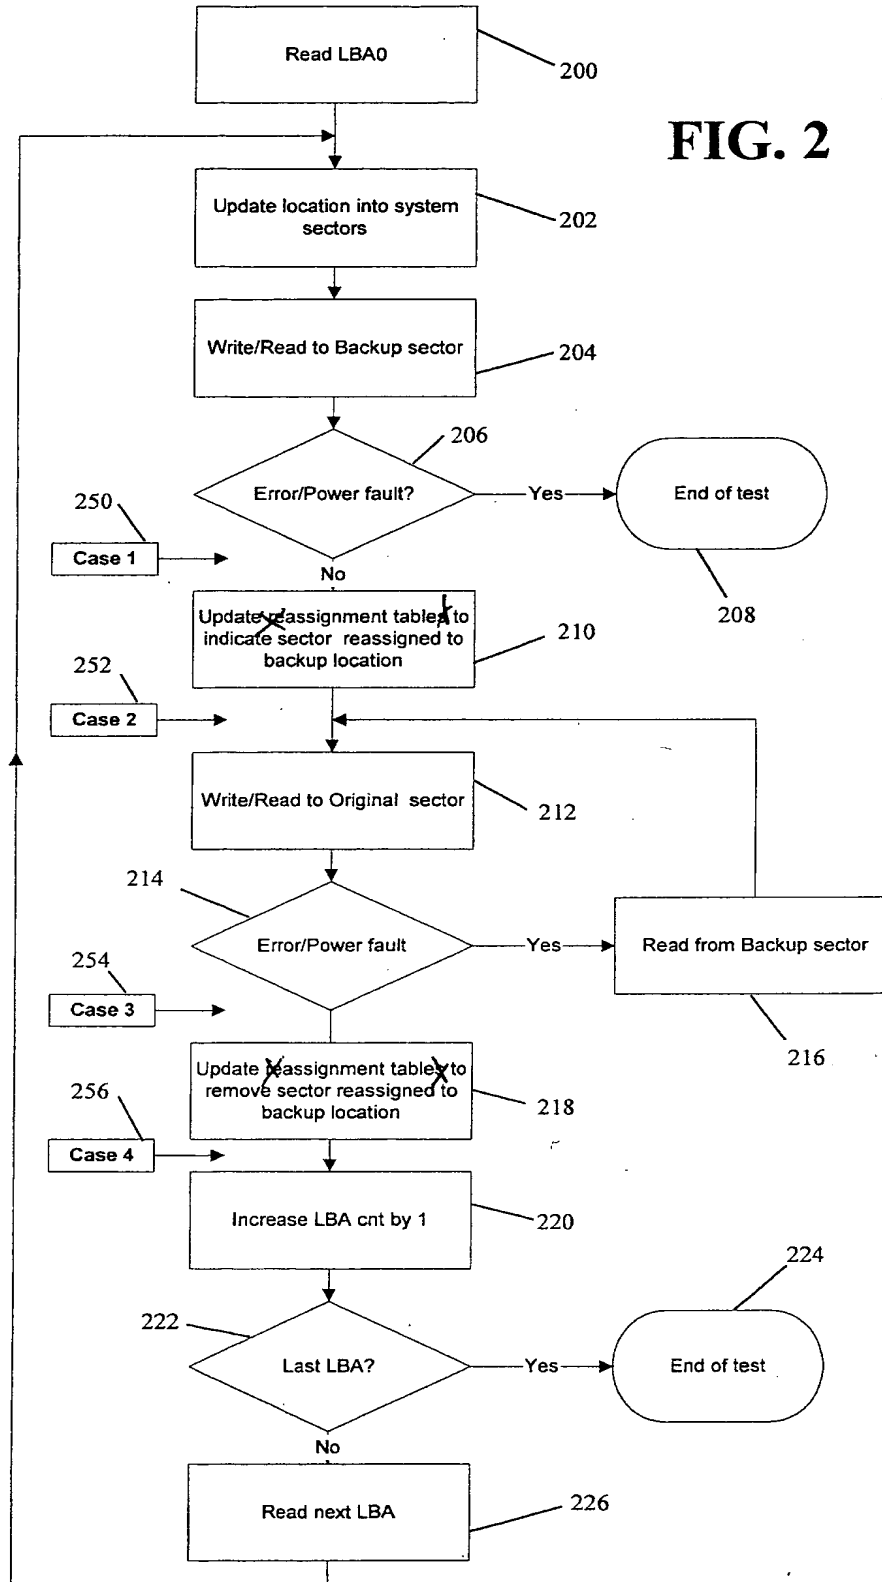 Read LBA0
200
FIG. 2
Update location into system
sectors
202
Write/Read to Backup sector
204
206
Error/Power fault?
Yes
End of test
208
250
Case 1
No
Update reassignment tables to
indicate sector reassigned to
backup location
210
252
Case 2
Write/Read to Original sector
212
214
Error/Power fault
Yes
Read from Backup sector
216
254
Case 3
Update reassignment tables to
remove sector reassigned to
backup location
218
256
Case 4
Increase LBA cnt by 1
220
222
Last LBA?
Yes
End of test
224
No
Read next LBA
226